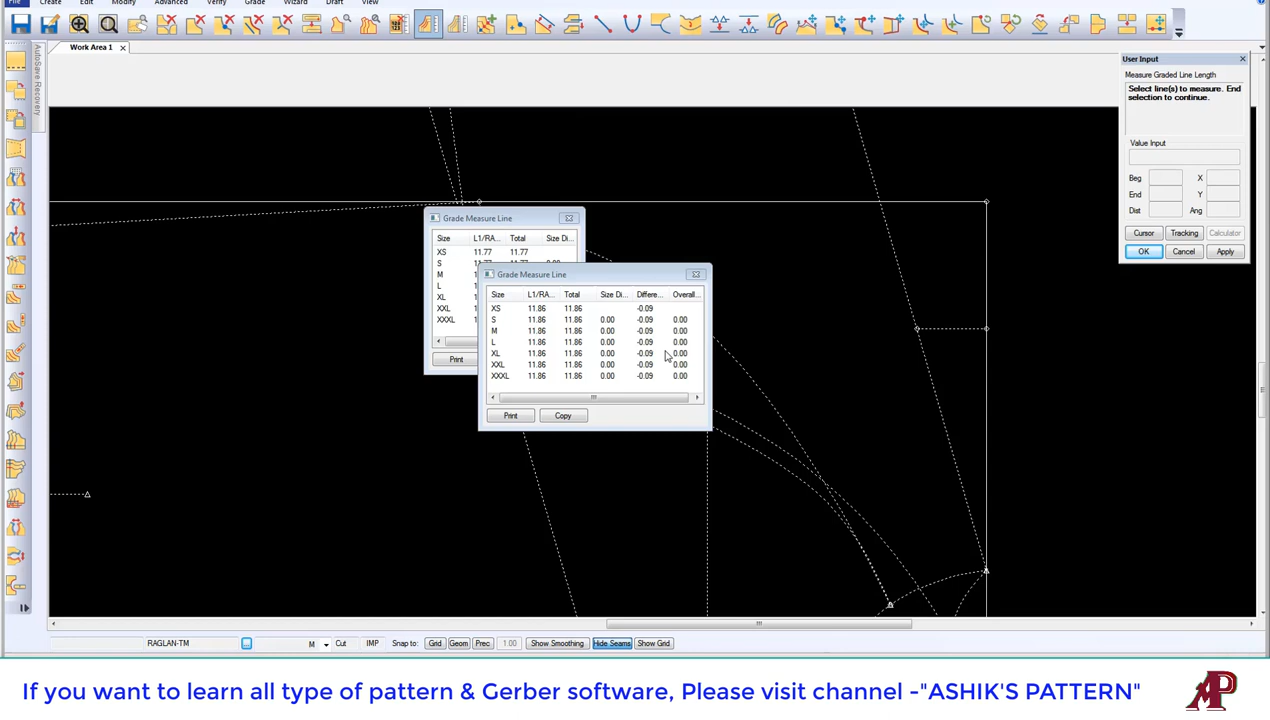 File Create Edit Modify Advanced Verify Grade Wizard Draft View
Work Area 1
AutoSave Recovery
User Input
Measure Graded Line Length
Select line(s) to measure. End
selection to continue.
Value Input
Beg X
End Y
Dist Ang
Cursor Tracking Calculator
OK Cancel Apply
Grade Measure Line
Size L1/RA... Total Size Di...
XS 11.77 11.77
S
M
L
XL
XXL
XXXL
Print
Grade Measure Line
Size L1/RA... Total Size Di... Differe... Overall...
XS 11.86 11.86 -0.09
S 11.86 11.86 0.00 -0.09 0.00
M 11.86 11.86 0.00 -0.09 0.00
L 11.86 11.86 0.00 -0.09 0.00
XL 11.86 11.86 0.00 -0.09 0.00
XXL 11.86 11.86 0.00 -0.09 0.00
XXXL 11.86 11.86 0.00 -0.09 0.00
Print Copy
RAGLAN-TM M Cut IMP Snap to: Grid Geom Prec 1.00 Show Smoothing Hide Seams Show Grid
If you want to learn all type of pattern & Gerber software, Please visit channel -"ASHIK'S PATTERN"
AP